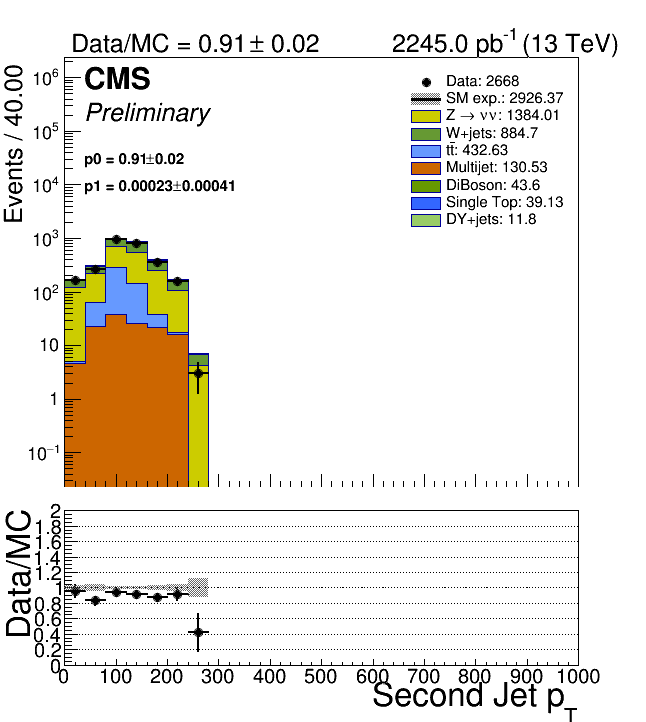 Data/MC = 0.91± 0.02
2245.0 pb⁻¹ (13 TeV)
Events / 40.00
CMS
Preliminary
p0 = 0.91±0.02
p1 = 0.00023±0.00041
Data: 2668
SM exp.: 2926.37
Z → νν: 1384.01
W+jets: 884.7
tt̄: 432.63
Multijet: 130.53
DiBoson: 43.6
Single Top: 39.13
DY+jets: 11.8
10⁶
10⁵
10⁴
10³
10²
10
1
10⁻¹
Data/MC
2
1.8
1.6
1.4
1.2
1
0.8
0.6
0.4
0.2
0
0 100 200 300 400 500 600 700 800 900 1000
Second Jet p_T